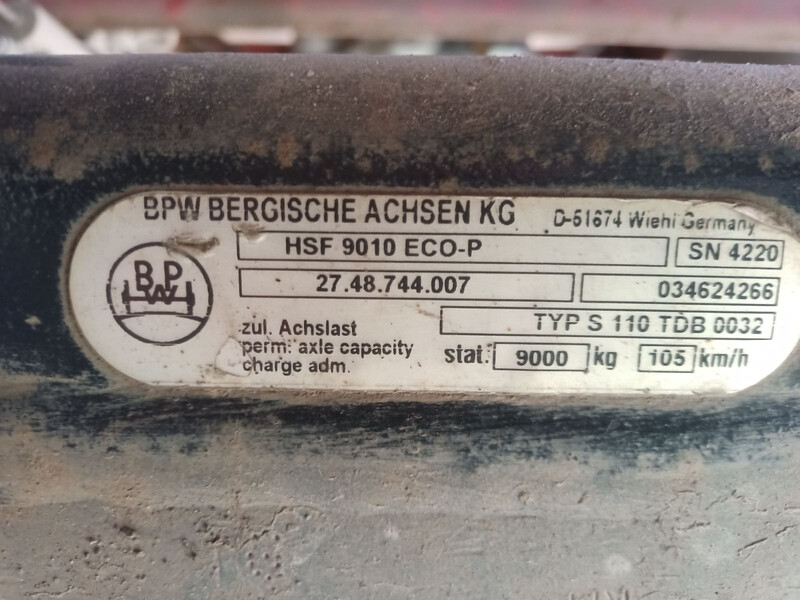 BPW BERGISCHE ACHSEN KG D-51674 Wiehl Germany
BPW
HSF 9010 ECO-P SN 4220
27.48.744.007 034624266
TYP S 110 TDB 0032
zul. Achslast
perm. axle capacity stat. 9000 kg 105 km/h
charge adm.